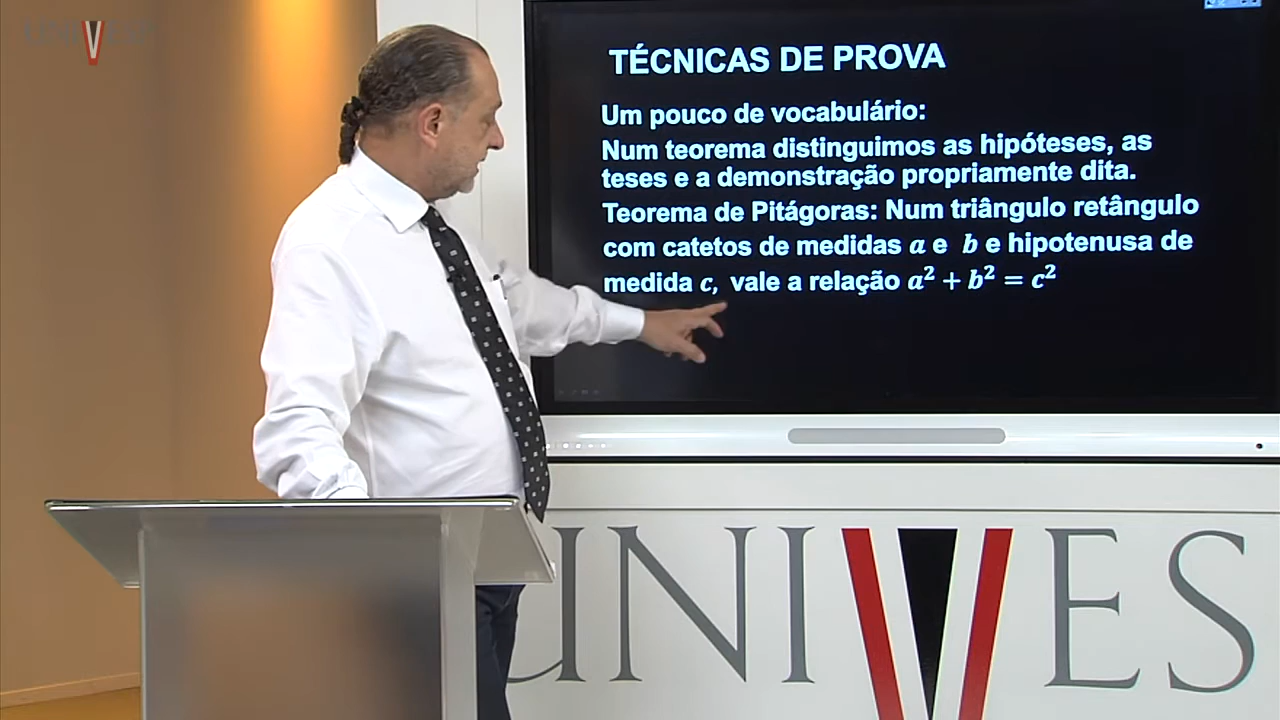 UNIVESP
TÉCNICAS DE PROVA
Um pouco de vocabulário:
Num teorema distinguimos as hipóteses, as
teses e a demonstração propriamente dita.
Teorema de Pitágoras: Num triângulo retângulo
com catetos de medidas a e b e hipotenusa de
medida c, vale a relação a² + b² = c²
UNIVES